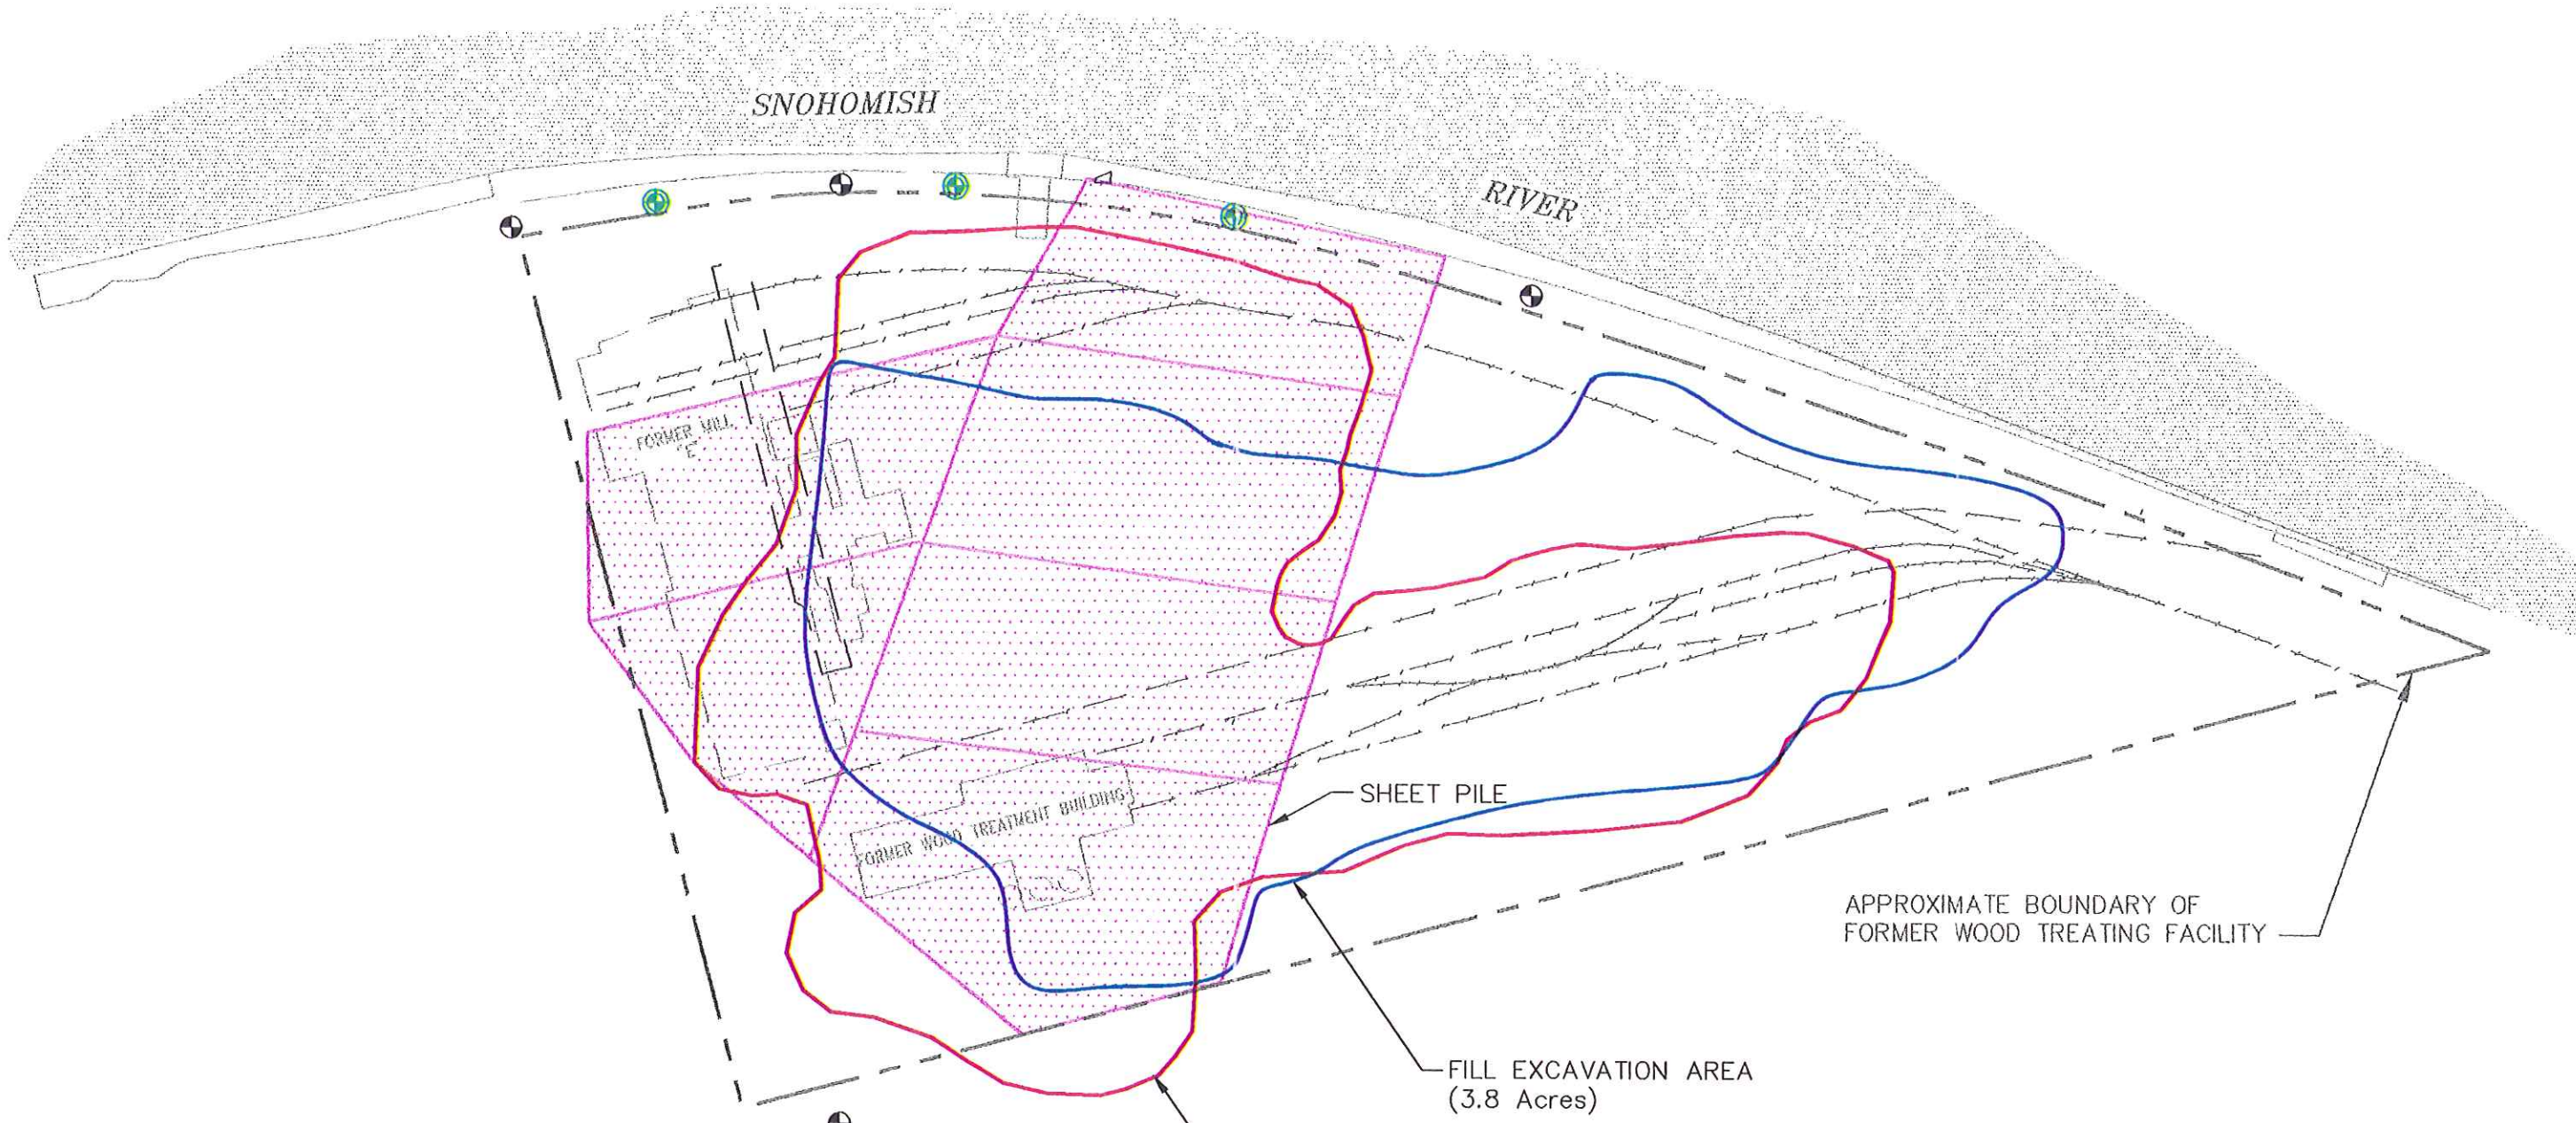 SNOHOMISH
RIVER
FORMER MILL
"E"
FORMER WOOD TREATMENT BUILDING
SHEET PILE
APPROXIMATE BOUNDARY OF
FORMER WOOD TREATING FACILITY
FILL EXCAVATION AREA
(3.8 Acres)